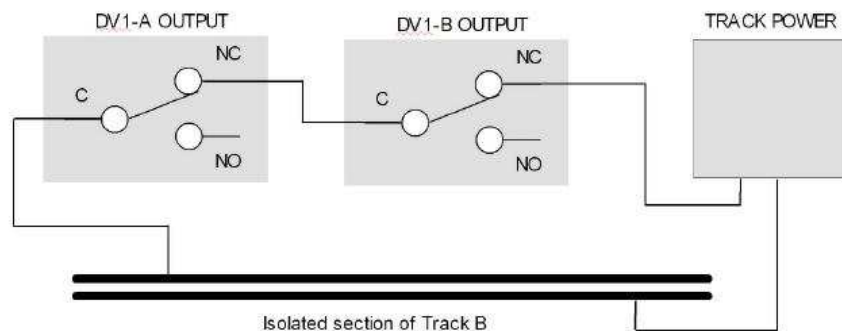 DV1-A OUTPUT
DV1-B OUTPUT
TRACK POWER
NC
C
NO
NC
C
NO
Isolated section of Track B